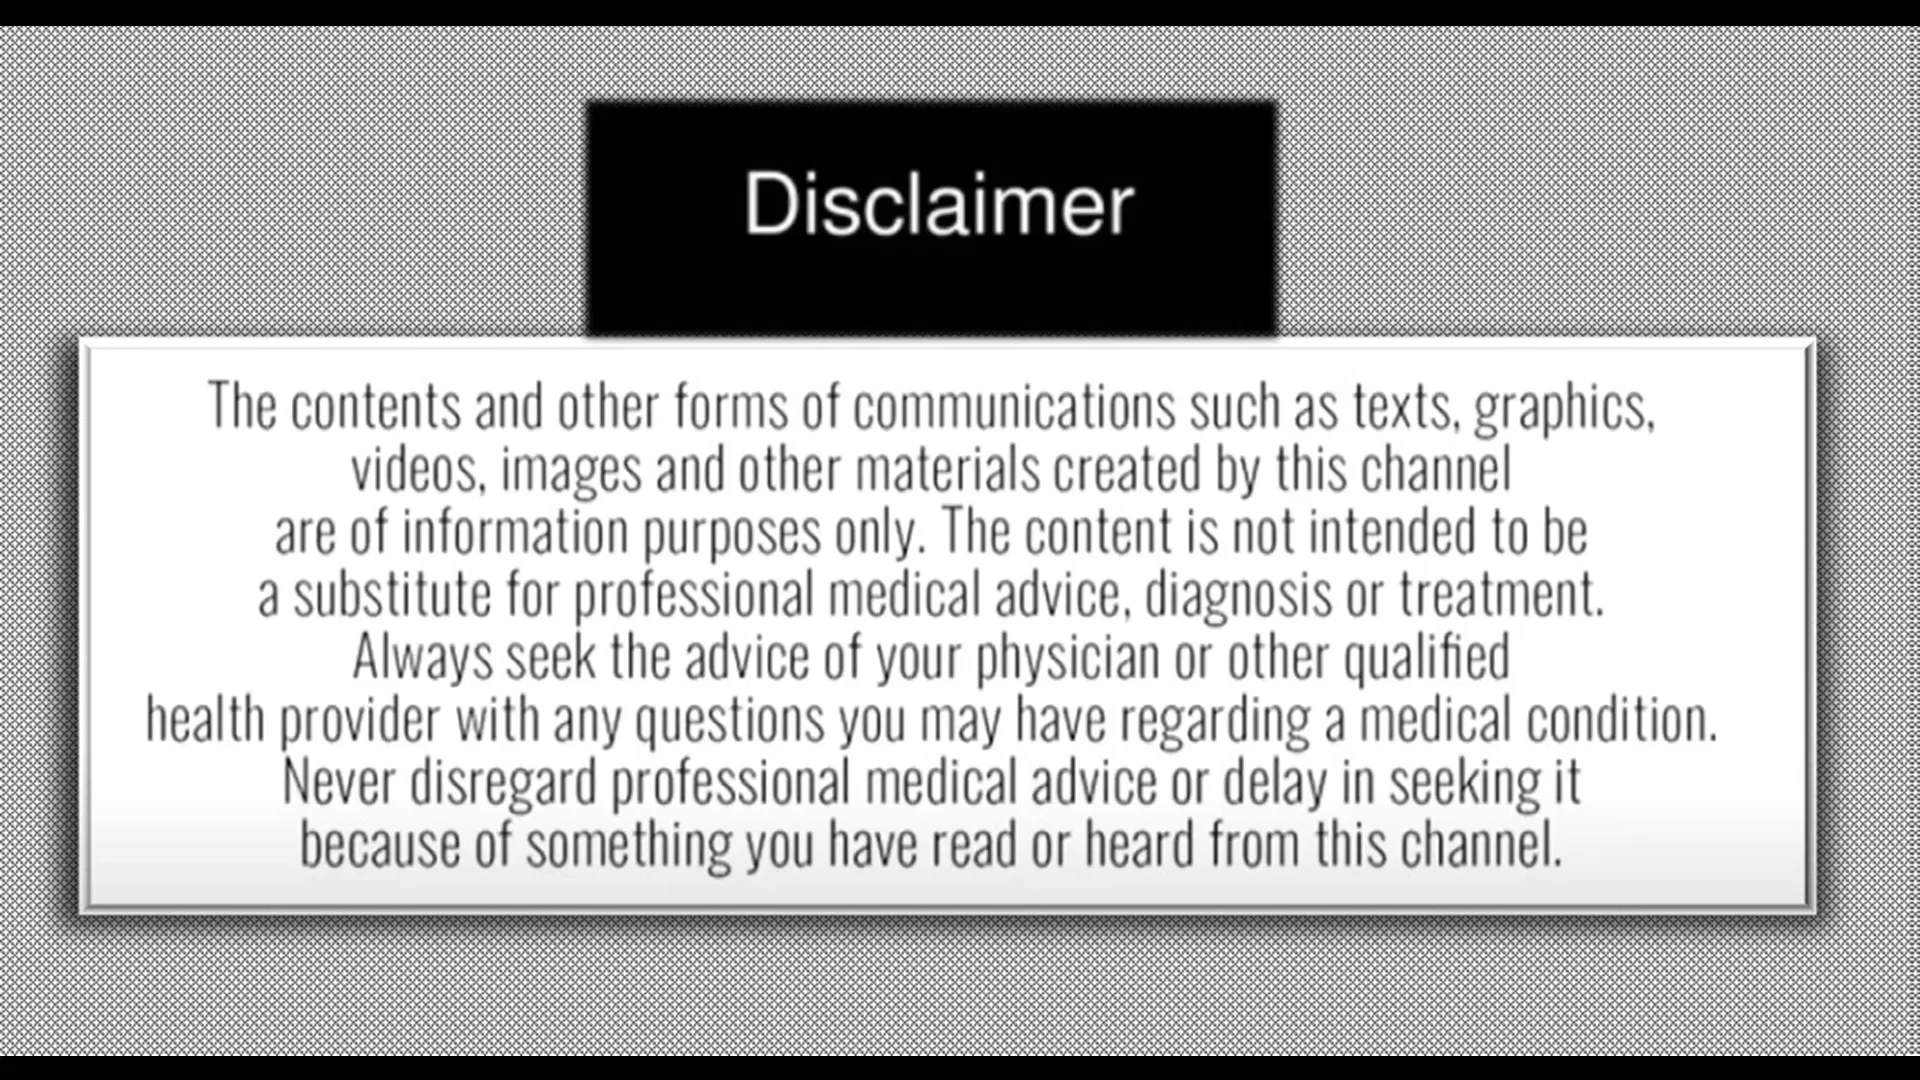 Disclaimer
The contents and other forms of communications such as texts, graphics,
videos, images and other materials created by this channel
are of information purposes only. The content is not intended to be
a substitute for professional medical advice, diagnosis or treatment.
Always seek the advice of your physician or other qualified
health provider with any questions you may have regarding a medical condition.
Never disregard professional medical advice or delay in seeking it
because of something you have read or heard from this channel.